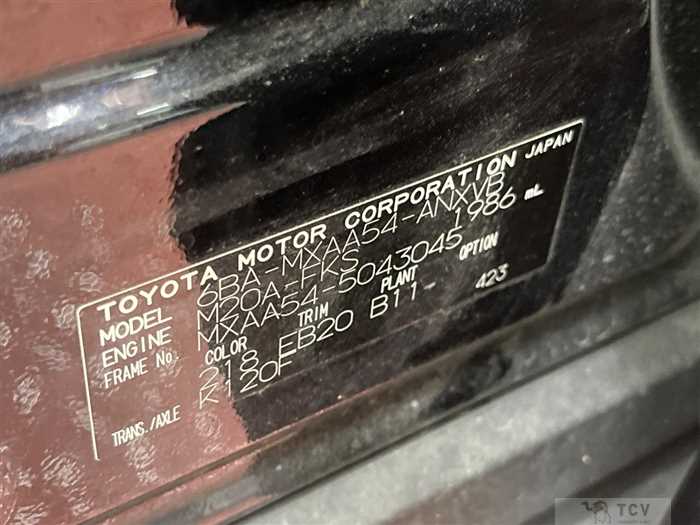 TOYOTA MOTOR CORPORATION JAPAN
MODEL 6BA-MXAA54-ANXVB
ENGINE M20A-FKS 1986 mL
FRAME No. MXAA54-5043045
COLOR TRIM PLANT OPTION
218 EB20 B11- 423
TRANS./AXLE K120F
TCV